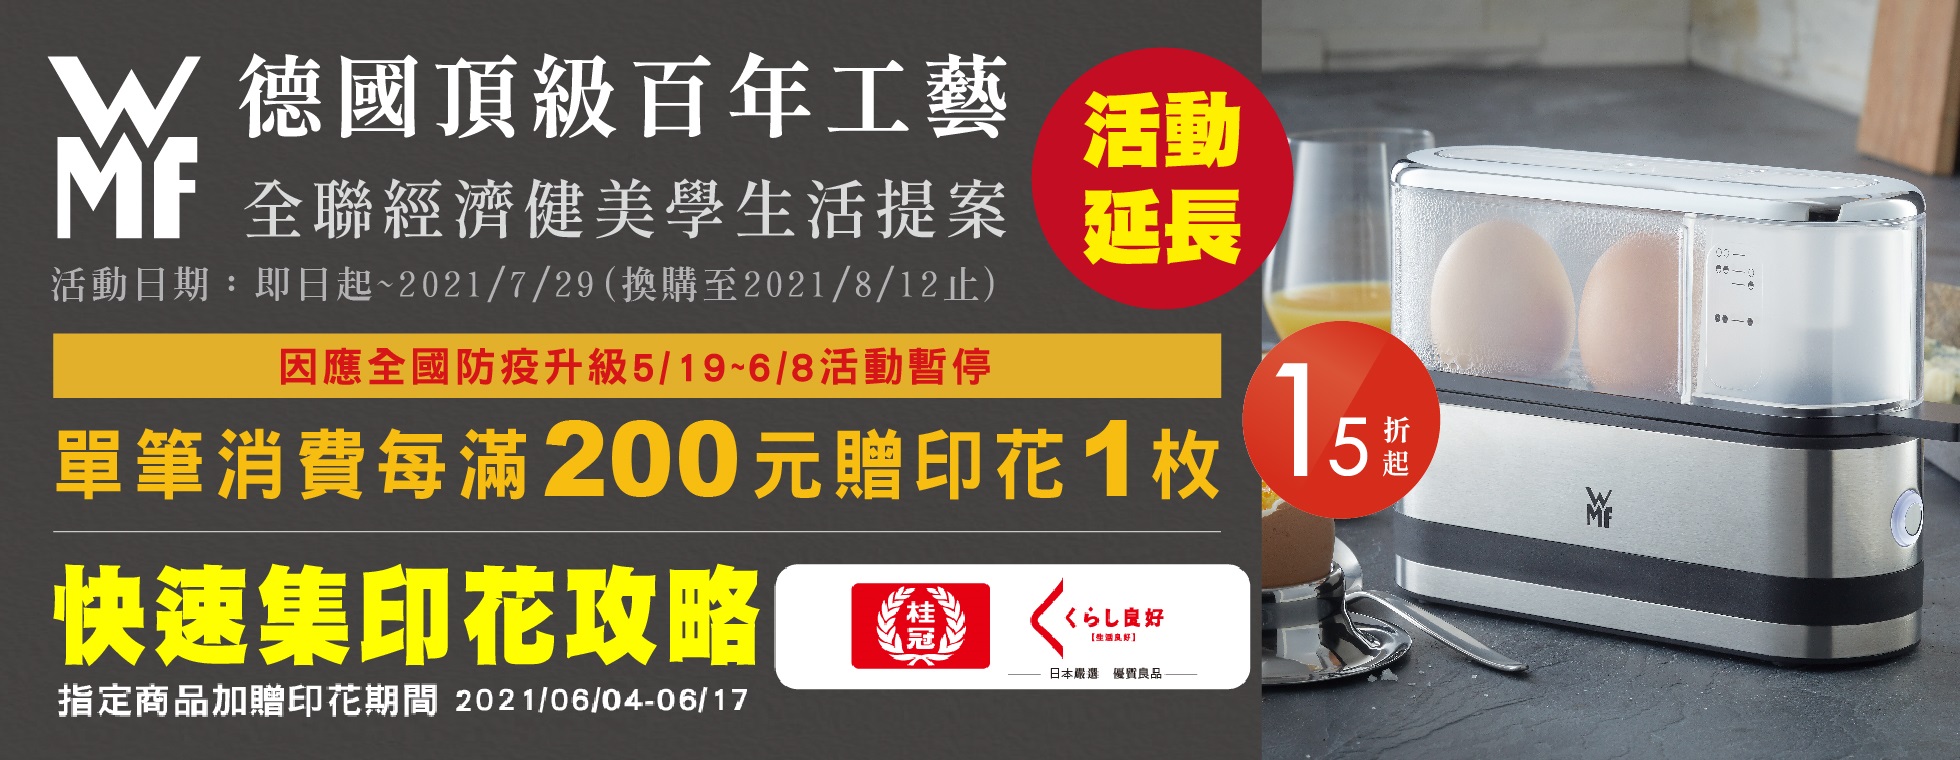 WMF
德國頂級百年工藝
全聯經濟健美學生活提案
活動日期：即日起~2021/7/29(換購至2021/8/12止)
活動
延長
因應全國防疫升級5/19~6/8活動暫停
單筆消費每滿200元贈印花1枚
15折起
WMF
快速集印花攻略
指定商品加贈印花期間 2021/06/04-06/17
桂冠
くらし良好
【生活良好】
日本嚴選 優質良品